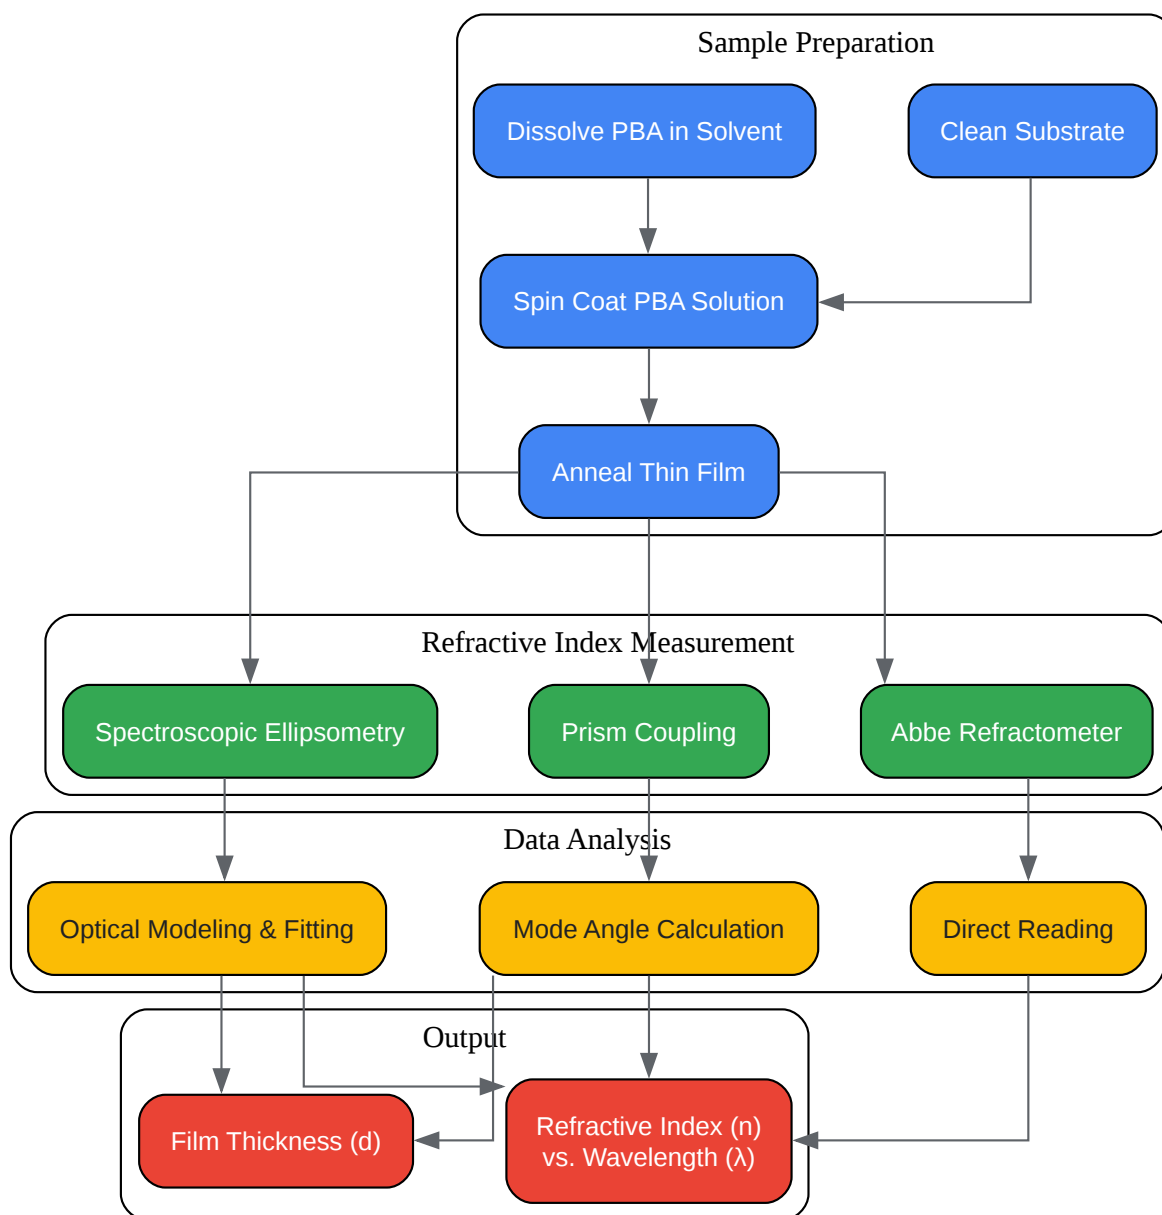 Sample Preparation
Dissolve PBA in Solvent
Clean Substrate
Spin Coat PBA Solution
Anneal Thin Film
Refractive Index Measurement
Spectroscopic Ellipsometry
Prism Coupling
Abbe Refractometer
Data Analysis
Optical Modeling & Fitting
Mode Angle Calculation
Direct Reading
Output
Film Thickness (d)
Refractive Index (n)
vs. Wavelength (λ)